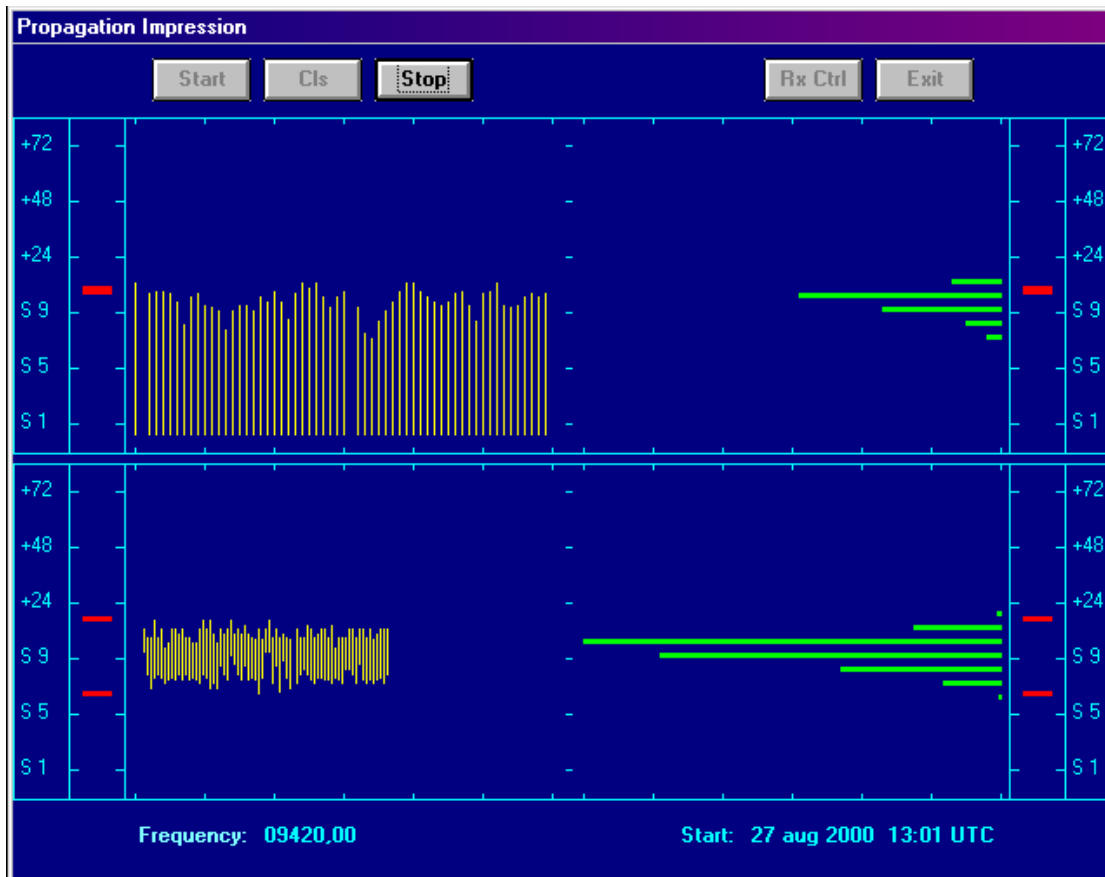 Propagation Impression
Start Cls Stop Rx Ctrl Exit
+72 +72
+48 +48
+24 +24
S 9 S 9
S 5 S 5
S 1 S 1
+72 +72
+48 +48
+24 +24
S 9 S 9
S 5 S 5
S 1 S 1
Frequency: 09420,00 Start: 27 aug 2000 13:01 UTC